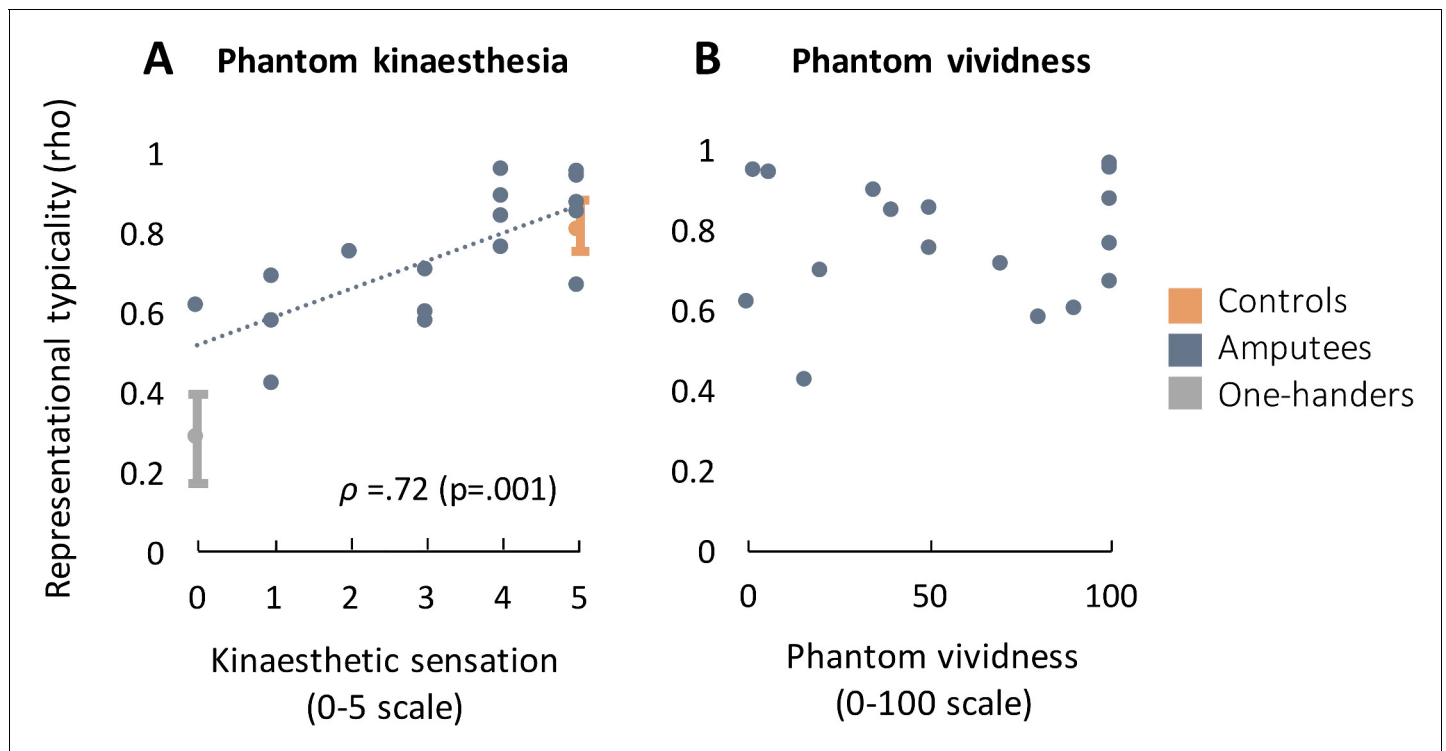 A Phantom kinaesthesia
Representational typicality (rho)
1
0.8
0.6
0.4
0.2
0
ρ =.72 (p=.001)
0 1 2 3 4 5
Kinaesthetic sensation
(0-5 scale)
B Phantom vividness
1
0.8
0.6
0.4
0.2
0
0 50 100
Phantom vividness
(0-100 scale)
Controls
Amputees
One-handers